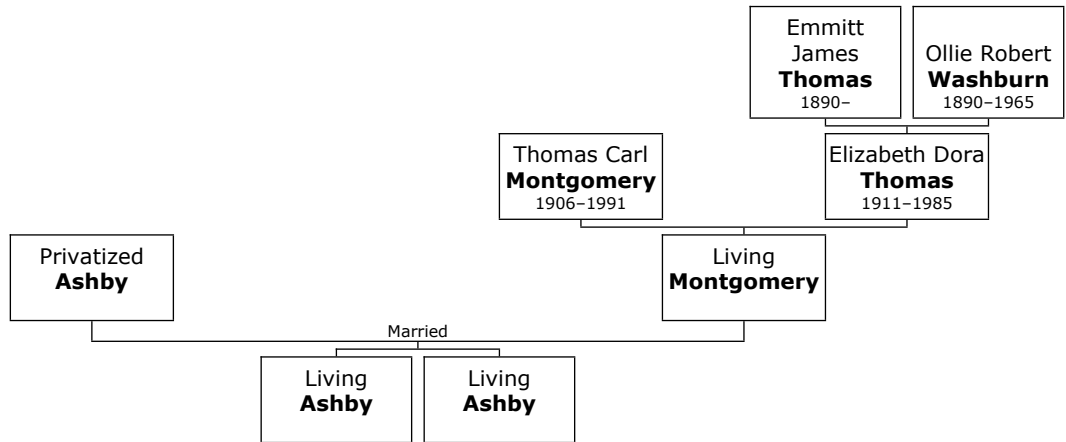 Emmitt
James
Thomas
1890–
Ollie Robert
Washburn
1890–1965
Thomas Carl
Montgomery
1906–1991
Elizabeth Dora
Thomas
1911–1985
Privatized
Ashby
Living
Montgomery
Married
Living
Ashby
Living
Ashby